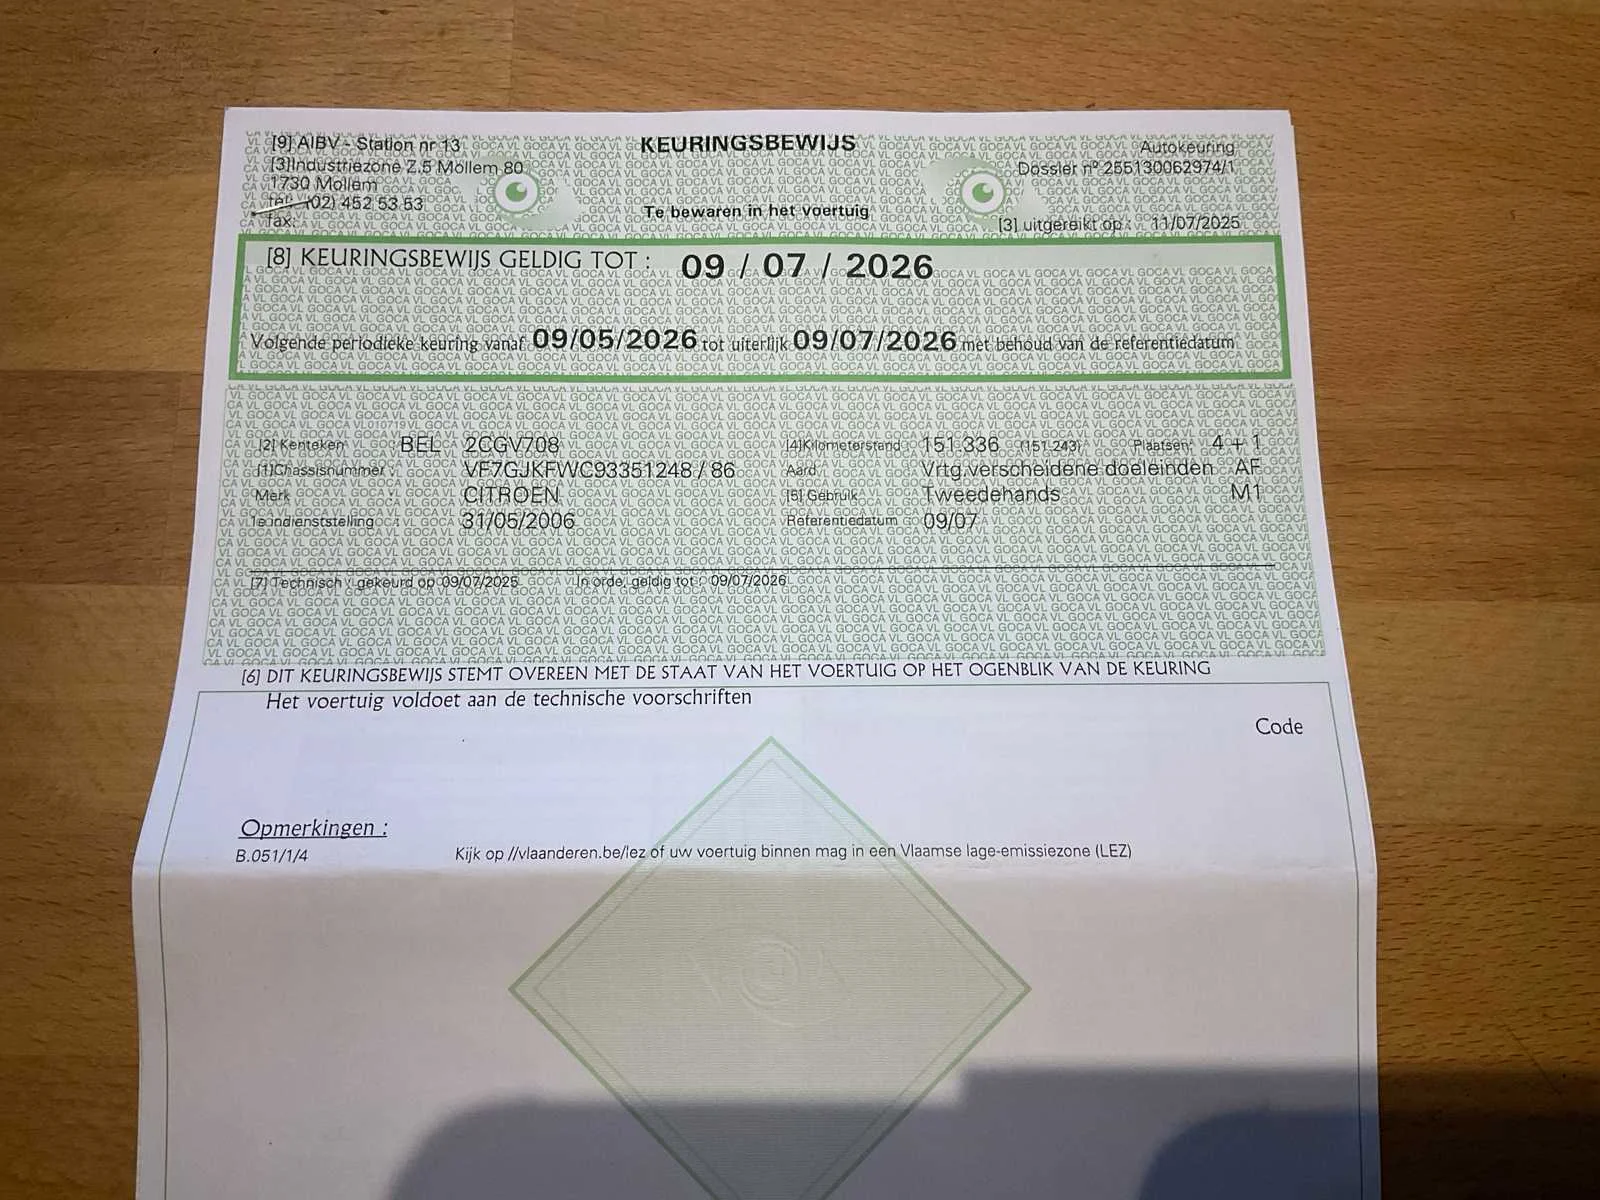 [9] AIBV - Station nr 13
KEURINGSBEWIJS
Autokeuring
[3]Industriezone Z.5 Mollem 80
Dossier nº 255130062974/1
1730 Mollem
tel: (02) 452 53 53
Te bewaren in het voertuig
fax:
[3] uitgereikt op : 11/07/2025
[8] KEURINGSBEWIJS GELDIG TOT : 09 / 07 / 2026
Volgende periodieke keuring vanaf 09/05/2026 tot uiterlijk 09/07/2026 met behoud van de referentiedatum
[2] Kenteken BEL 2CGV708 [4]Kilometerstand : 151.336 (151.243) Plaatsen: 4 + 1
[1]Chassisnummer : VF7GJKFWC93351248 / 86 Aard : Vrtg.verscheidene doeleinden AF
Merk : CITROEN [5] Gebruik : Tweedehands M1
1eindienststelling : 31/05/2006 Referentiedatum : 09/07
[7] Technisch gekeurd op 09/07/2025 In orde, geldig tot : 09/07/2026
[6] DIT KEURINGSBEWIJS STEMT OVEREEN MET DE STAAT VAN HET VOERTUIG OP HET OGENBLIK VAN DE KEURING
Het voertuig voldoet aan de technische voorschriften
Code
Opmerkingen :
B.051/1/4 Kijk op //vlaanderen.be/lez of uw voertuig binnen mag in een Vlaamse lage-emissiezone (LEZ)